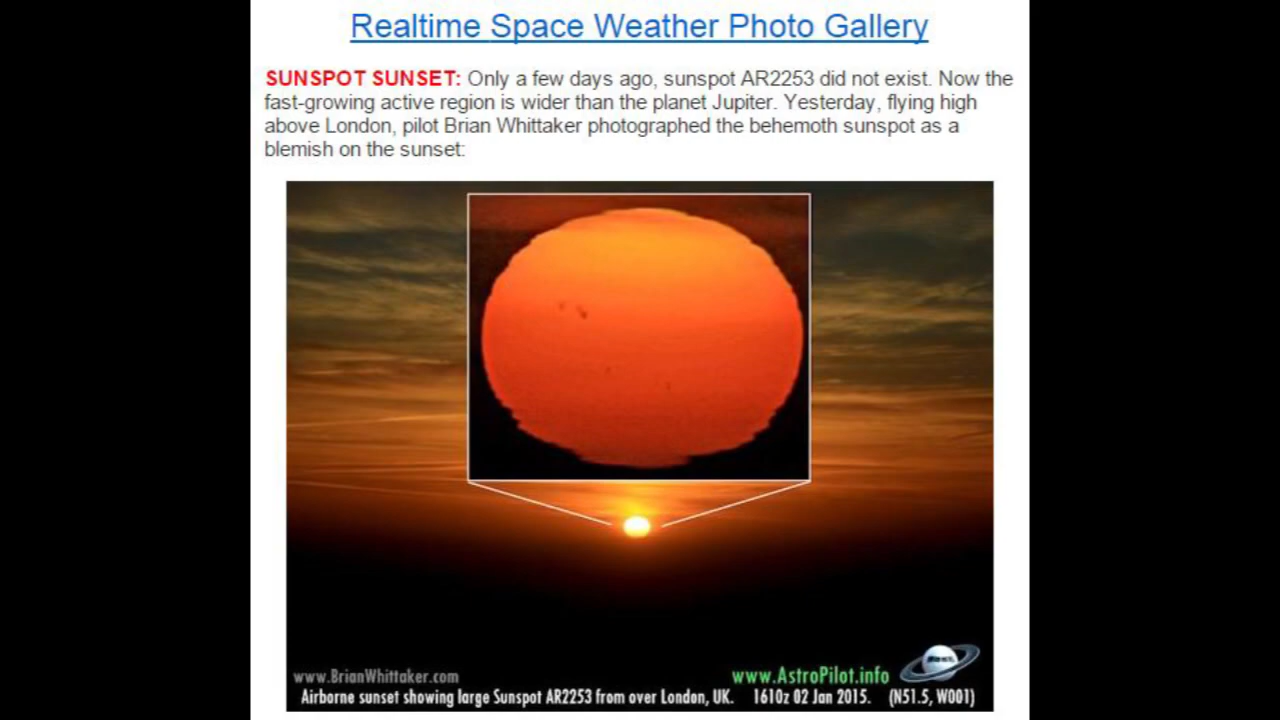 Realtime Space Weather Photo Gallery
SUNSPOT SUNSET: Only a few days ago, sunspot AR2253 did not exist. Now the
fast-growing active region is wider than the planet Jupiter. Yesterday, flying high
above London, pilot Brian Whittaker photographed the behemoth sunspot as a
blemish on the sunset:
www.BrianWhittaker.com
www.AstroPilot.info
Airborne sunset showing large Sunspot AR2253 from over London, UK. 1610z 02 Jan 2015. (N51.5, W001)